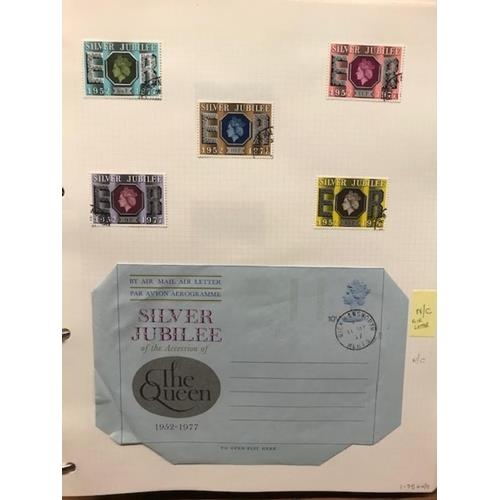 SILVER JUBILEE
E R
1952 1977
SILVER JUBILEE
E R
1952 1977
SILVER JUBILEE
E R
1952 1977
SILVER JUBILEE
E R
1952 1977
SILVER JUBILEE
E R
1952 1977
BY AIR MAIL AIR LETTER
PAR AVION AEROGRAMME
SILVER
JUBILEE
of the Accession of
The
Queen
1952-1977
TO OPEN SLIT HERE
N/C
AIR
LETTER
N/C